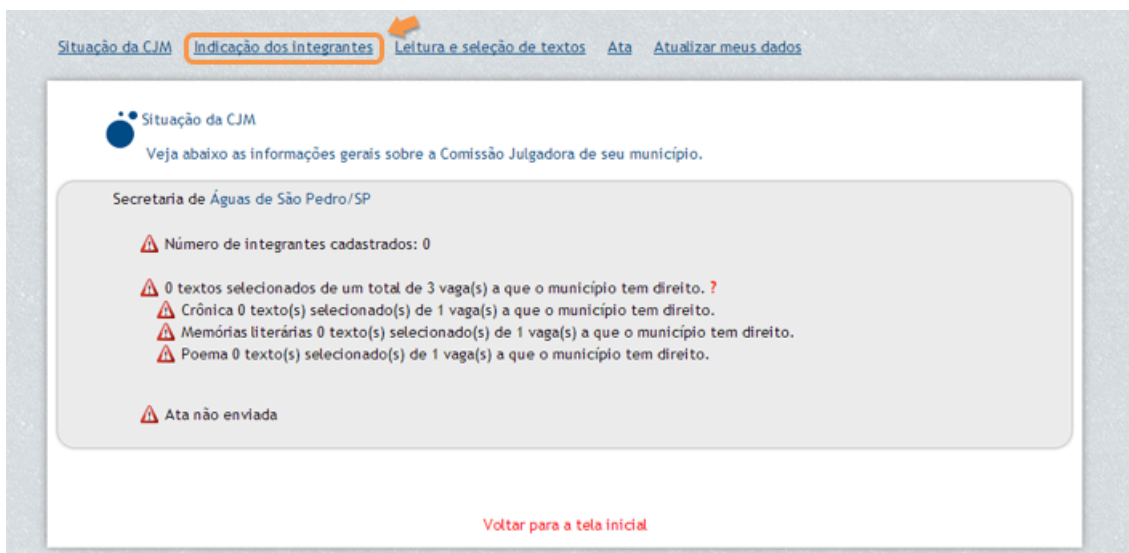 Situação da CJM Indicação dos integrantes Leitura e seleção de textos Ata Atualizar meus dados
Situação da CJM
Veja abaixo as informações gerais sobre a Comissão Julgadora de seu município.
Secretaria de Águas de São Pedro/SP
Número de integrantes cadastrados: 0
0 textos selecionados de um total de 3 vaga(s) a que o município tem direito. ?
Crônica 0 texto(s) selecionado(s) de 1 vaga(s) a que o município tem direito.
Memórias literárias 0 texto(s) selecionado(s) de 1 vaga(s) a que o município tem direito.
Poema 0 texto(s) selecionado(s) de 1 vaga(s) a que o município tem direito.
Ata não enviada
Voltar para a tela inicial